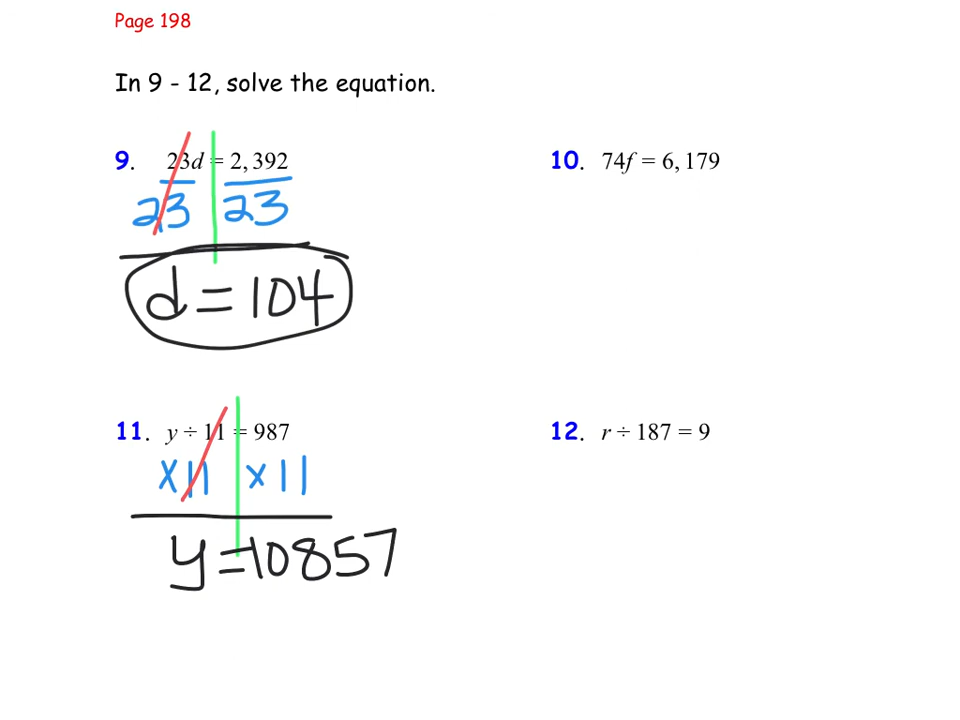 Page 198
In 9 - 12, solve the equation.
9. 23d = 2,392
23 23
d = 104
10. 74f = 6,179
11. y ÷ 11 = 987
x11 x11
y = 10857
12. r ÷ 187 = 9